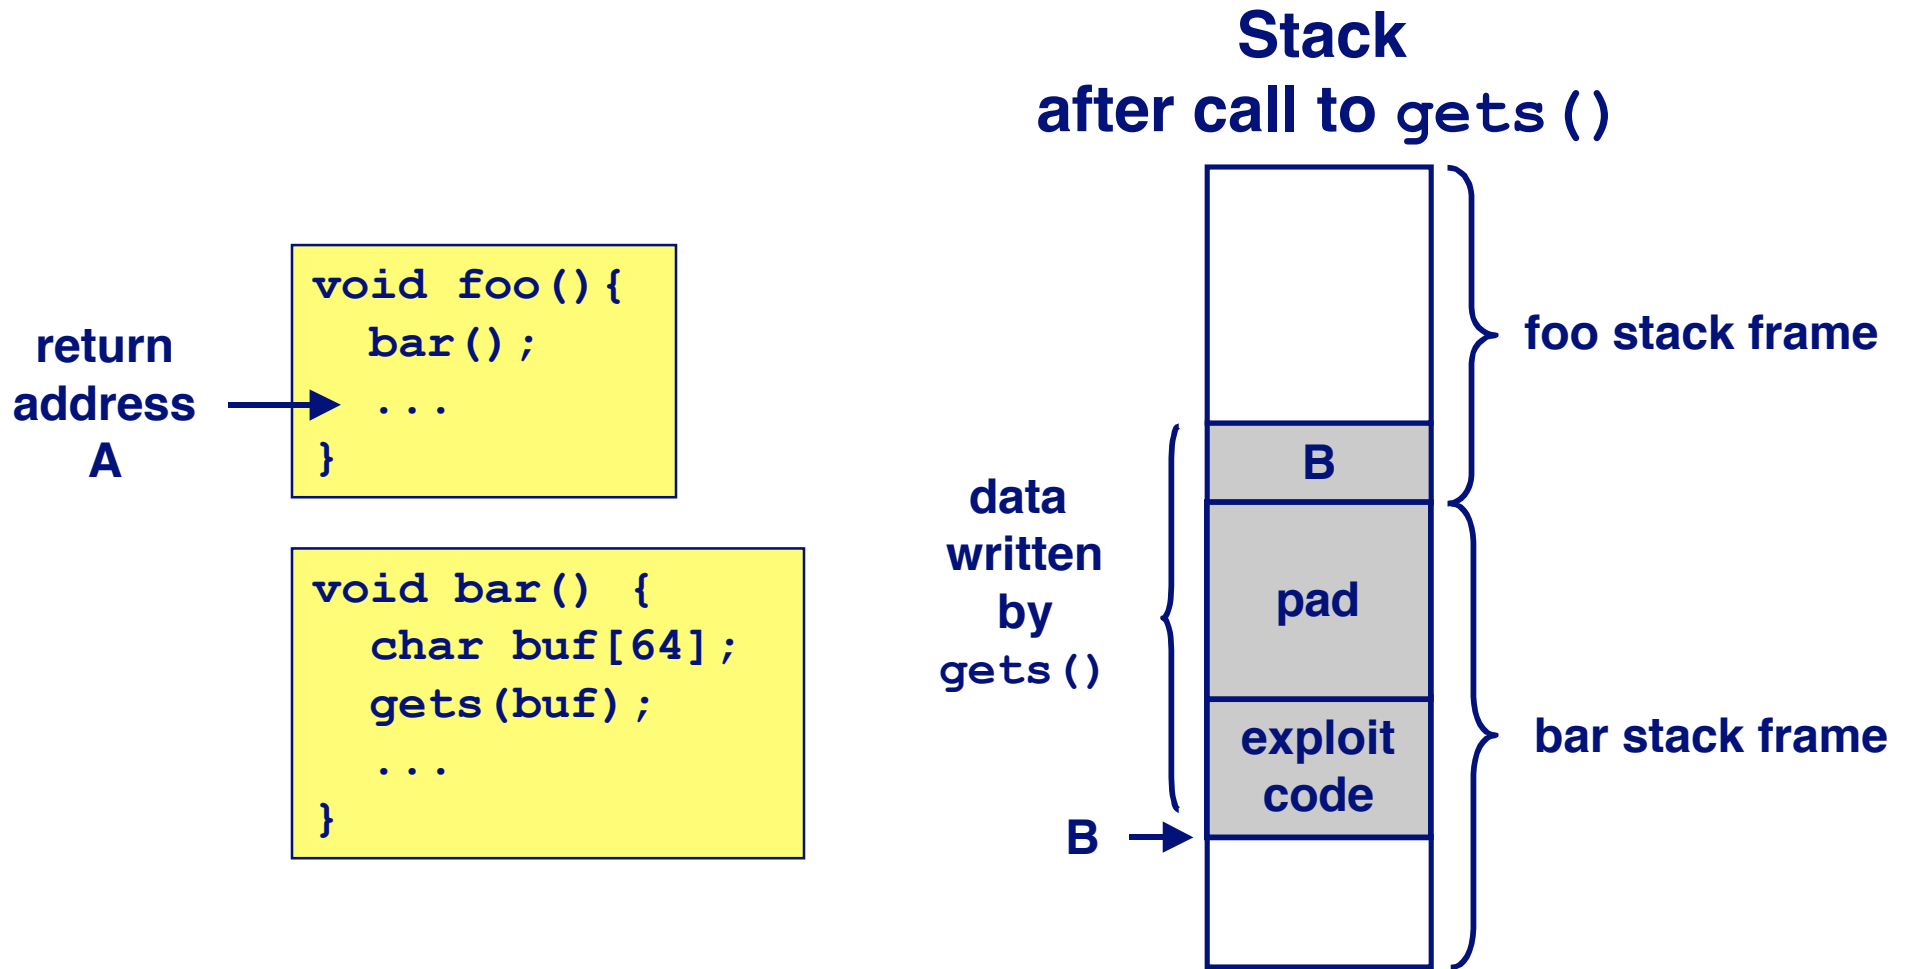 Stack
after call to gets()
void foo(){
bar();
...
}
return
address
A
void bar() {
char buf[64];
gets(buf);
...
}
data
written
by
gets()
B
B
pad
exploit
code
foo stack frame
bar stack frame